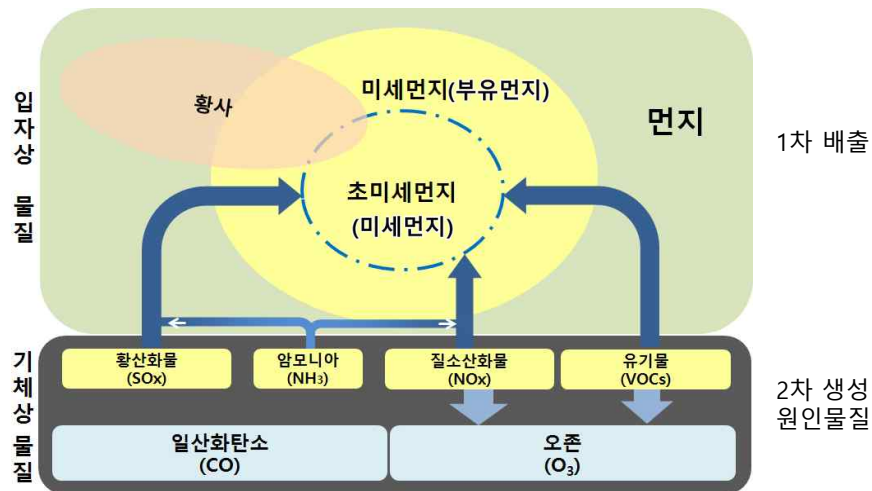 입자상 물질
황사
미세먼지(부유먼지)
먼지
1차 배출
초미세먼지
(미세먼지)
기체상 물질
황산화물
(SOx)
암모니아
(NH₃)
질소산화물
(NOx)
유기물
(VOCs)
2차 생성
원인물질
일산화탄소
(CO)
오존
(O₃)